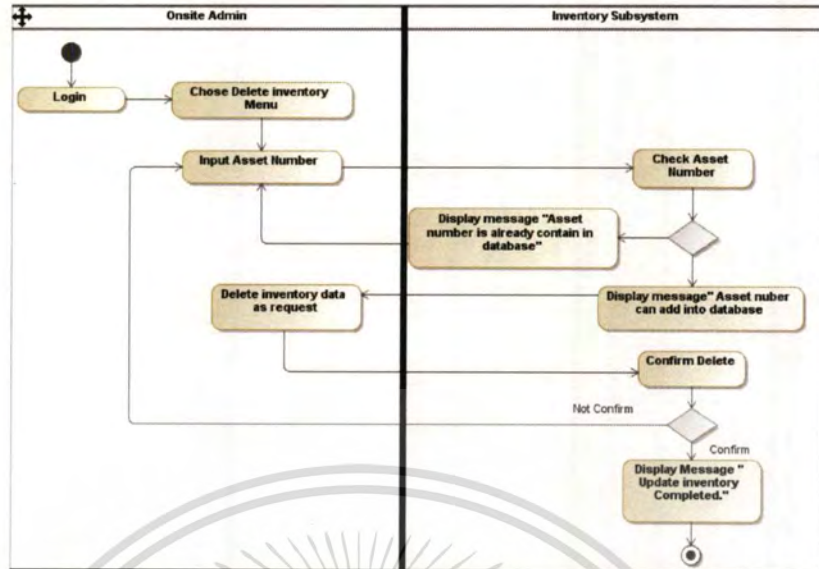 Onsite Admin
Inventory Subsystem
Login
Chose Delete inventory
Menu
Input Asset Number
Check Asset
Number
Display message "Asset
number is already contain in
database"
Delete inventory data
as request
Display message" Asset nuber
can add into database
Confirm Delete
Not Confirm
Confirm
Display Message "
Update inventory
Completed."